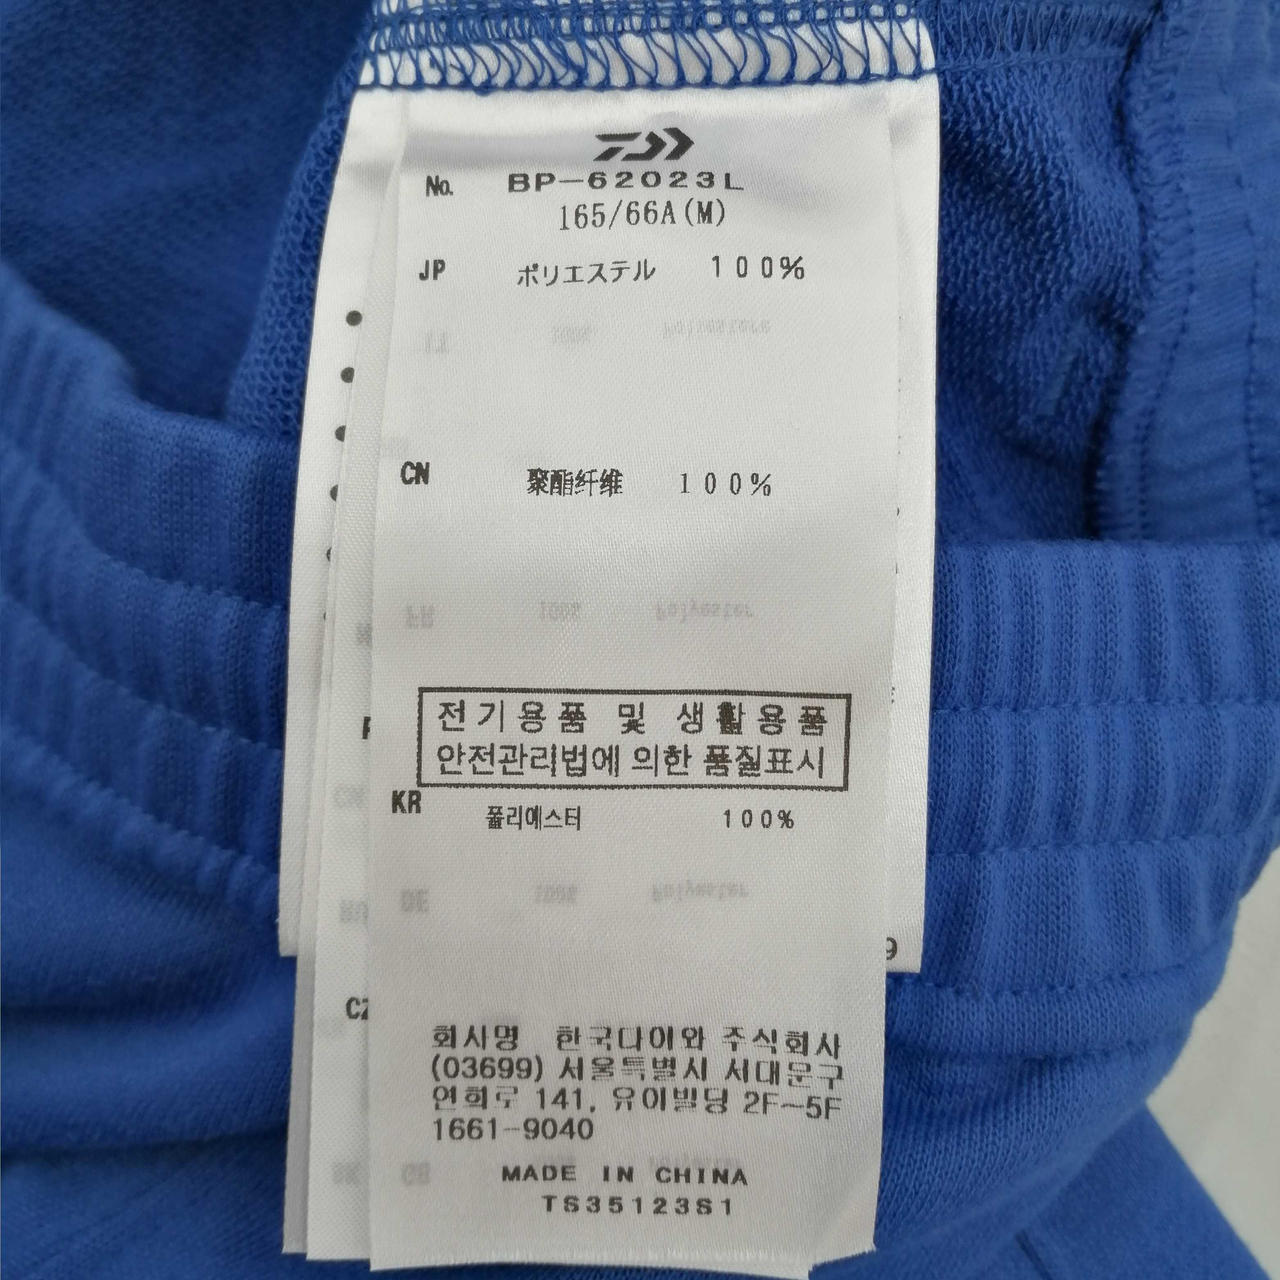 No. BP-62023L
165/66A(M)
JP ポリエステル 100%
CN 聚酯纤维 100%
전기용품 및 생활용품
안전관리법에 의한 품질표시
KR 폴리에스터 100%
회사명 한국다이와 주식회사
(03699) 서울특별시 서대문구
연희로 141, 유이빌딩 2F~5F
1661-9040
MADE IN CHINA
TS35123S1
CZ
9